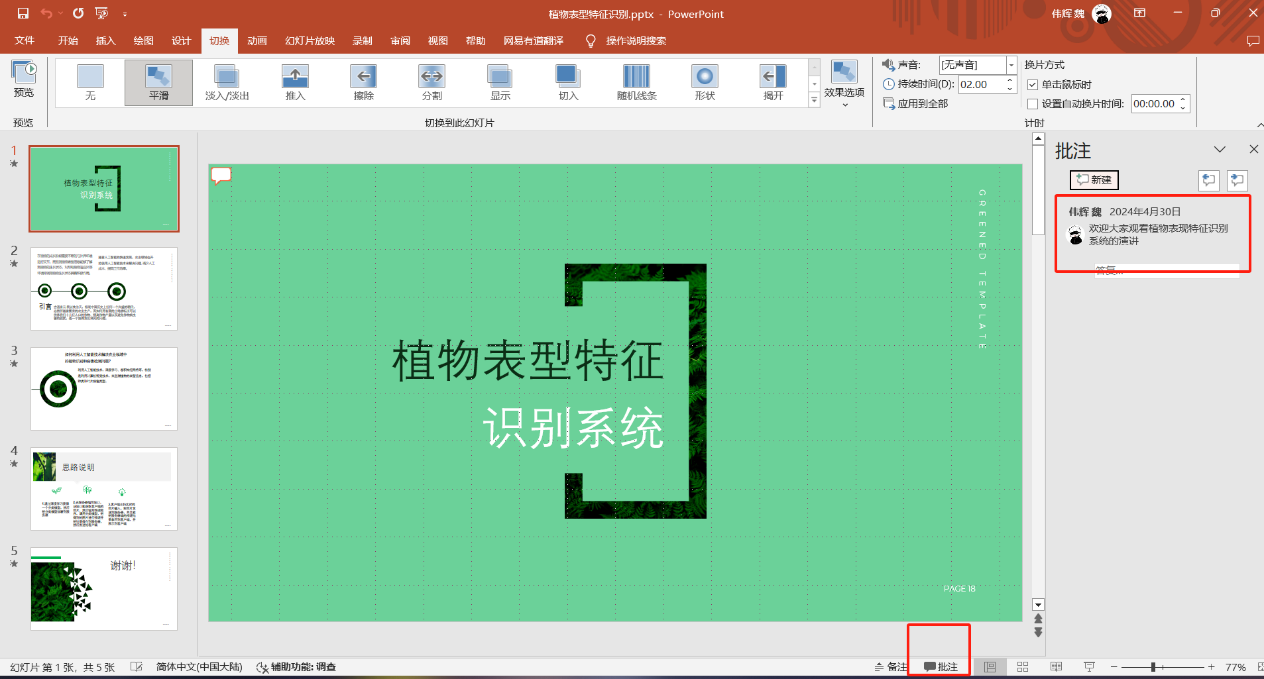 植物表型特征识别.pptx - PowerPoint
伟辉 魏
文件 开始 插入 绘图 设计 切换 动画 幻灯片放映 录制 审阅 视图 帮助 网易有道翻译 操作说明搜索
预览
无 平滑 淡入/淡出 推入 擦除 分割 显示 切入 随机线条 形状 揭开
效果选项
声音: [无声音]
持续时间(D): 02.00
应用到全部
换片方式
单击鼠标时
设置自动换片时间: 00:00.00
预览
切换到此幻灯片
计时
1
植物表型特征
识别系统
2
引言
3
4
思路说明
5
谢谢!
GREENED TEMPLATE
植物表型特征
识别系统
PAGE 18
批注
新建
伟辉 魏 2024年4月30日
欢迎大家观看植物表现特征识别
系统的演讲
答复...
幻灯片 第 1 张，共 5 张 简体中文(中国大陆) 辅助功能: 调查 备注 批注 77%